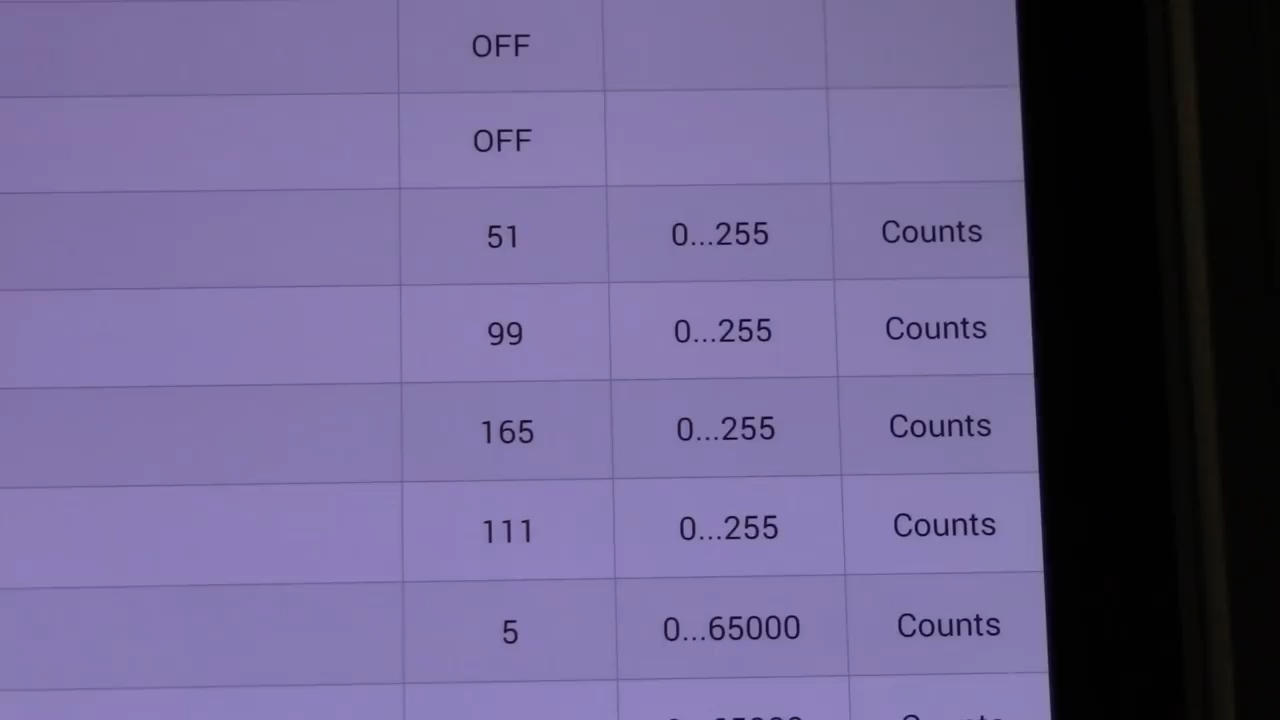 OFF
OFF
51 0...255 Counts
99 0...255 Counts
165 0...255 Counts
111 0...255 Counts
5 0...65000 Counts